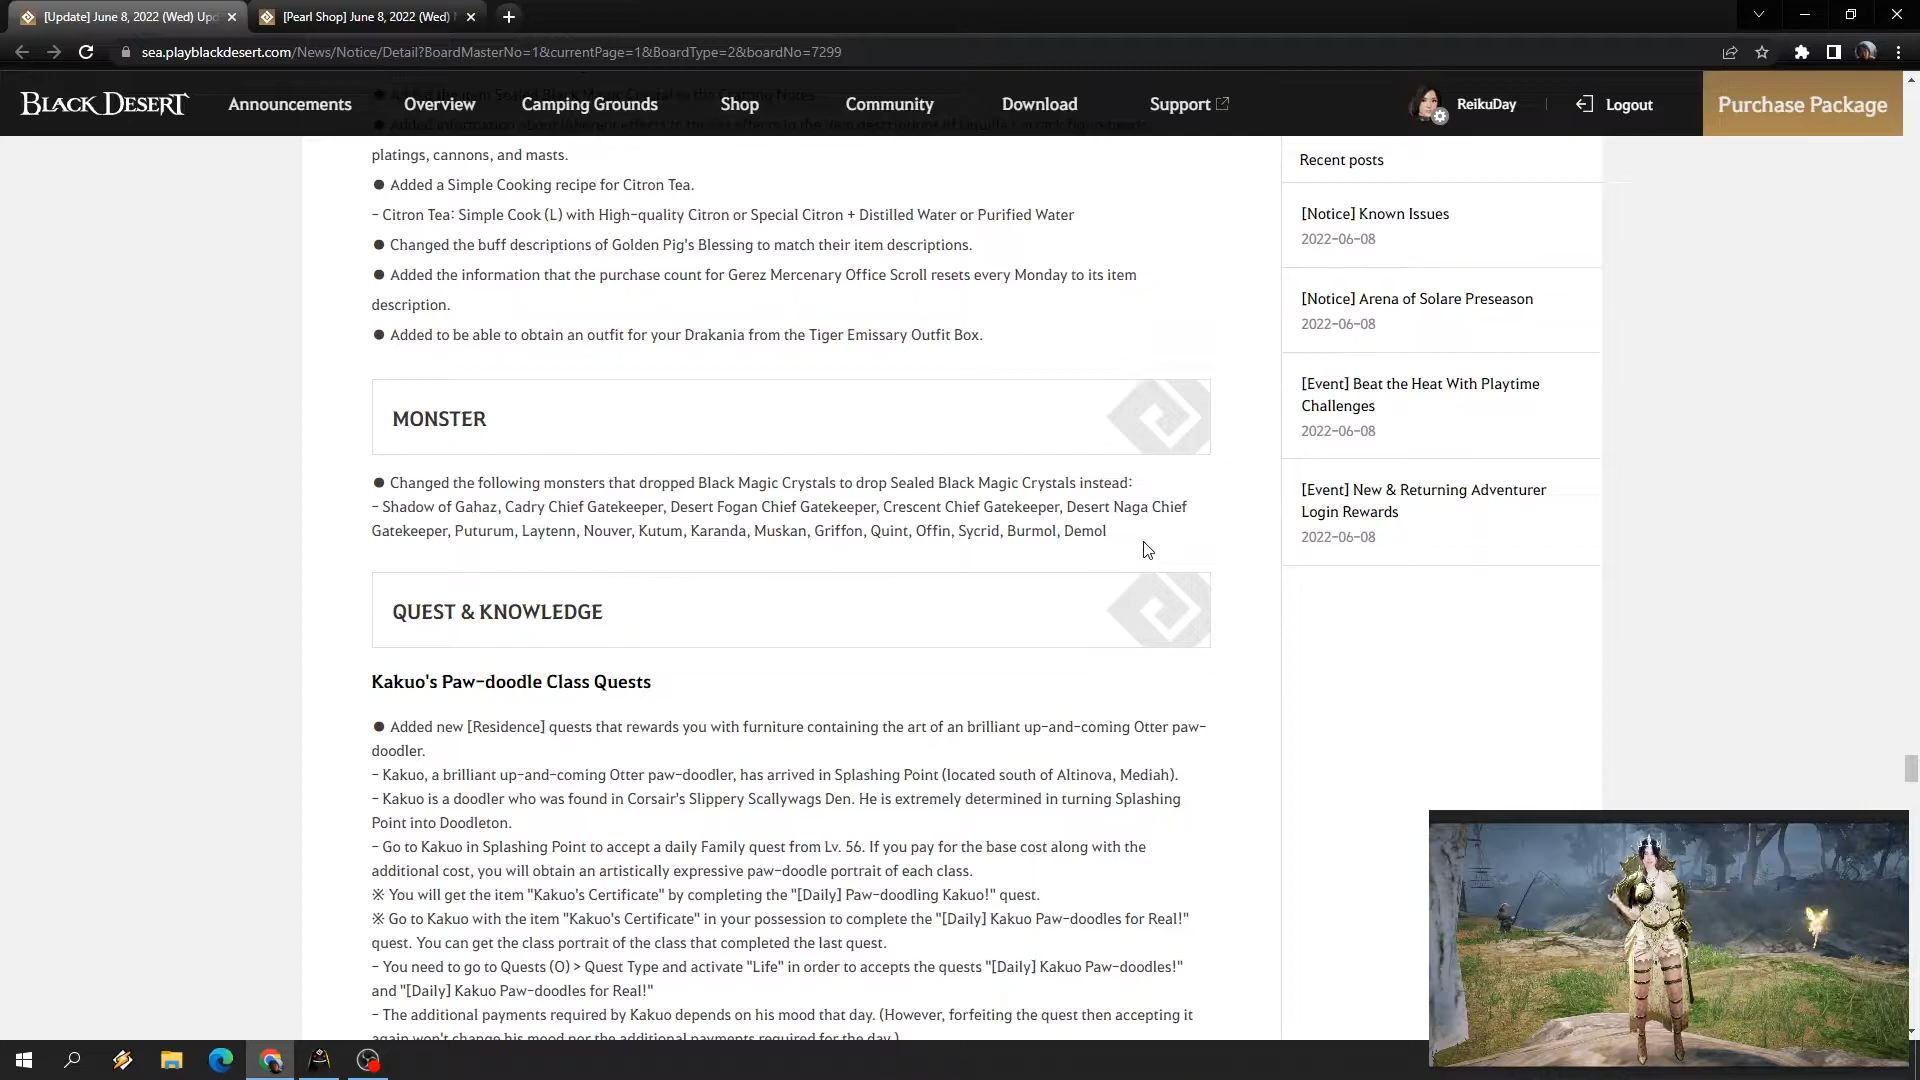 [Update] June 8, 2022 (Wed) Upd
[Pearl Shop] June 8, 2022 (Wed)
sea.playblackdesert.com/News/Notice/Detail?BoardMasterNo=1&currentPage=1&BoardType=2&boardNo=7299
BLACK DESERT
Announcements
Overview
Camping Grounds
Shop
Community
Download
Support
ReikuDay
Logout
Purchase Package
platings, cannons, and masts.
● Added a Simple Cooking recipe for Citron Tea.
- Citron Tea: Simple Cook (L) with High-quality Citron or Special Citron + Distilled Water or Purified Water
● Changed the buff descriptions of Golden Pig's Blessing to match their item descriptions.
● Added the information that the purchase count for Gerez Mercenary Office Scroll resets every Monday to its item
description.
● Added to be able to obtain an outfit for your Drakania from the Tiger Emissary Outfit Box.
MONSTER
● Changed the following monsters that dropped Black Magic Crystals to drop Sealed Black Magic Crystals instead:
- Shadow of Gahaz, Cadry Chief Gatekeeper, Desert Fogan Chief Gatekeeper, Crescent Chief Gatekeeper, Desert Naga Chief
Gatekeeper, Puturum, Laytenn, Nouver, Kutum, Karanda, Muskan, Griffon, Quint, Offin, Sycrid, Burmol, Demol
QUEST & KNOWLEDGE
Kakuo's Paw-doodle Class Quests
● Added new [Residence] quests that rewards you with furniture containing the art of an brilliant up-and-coming Otter paw-
doodler.
- Kakuo, a brilliant up-and-coming Otter paw-doodler, has arrived in Splashing Point (located south of Altinova, Mediah).
- Kakuo is a doodler who was found in Corsair's Slippery Scallywags Den. He is extremely determined in turning Splashing
Point into Doodleton.
- Go to Kakuo in Splashing Point to accept a daily Family quest from Lv. 56. If you pay for the base cost along with the
additional cost, you will obtain an artistically expressive paw-doodle portrait of each class.
※ You will get the item "Kakuo's Certificate" by completing the "[Daily] Paw-doodling Kakuo!" quest.
※ Go to Kakuo with the item "Kakuo's Certificate" in your possession to complete the "[Daily] Kakuo Paw-doodles for Real!"
quest. You can get the class portrait of the class that completed the last quest.
- You need to go to Quests (O) > Quest Type and activate "Life" in order to accepts the quests "[Daily] Kakuo Paw-doodles!"
and "[Daily] Kakuo Paw-doodles for Real!"
- The additional payments required by Kakuo depends on his mood that day. (However, forfeiting the quest then accepting it
again won't change his mood nor the additional payments required for the day.)
Recent posts
[Notice] Known Issues
2022-06-08
[Notice] Arena of Solare Preseason
2022-06-08
[Event] Beat the Heat With Playtime
Challenges
2022-06-08
[Event] New & Returning Adventurer
Login Rewards
2022-06-08